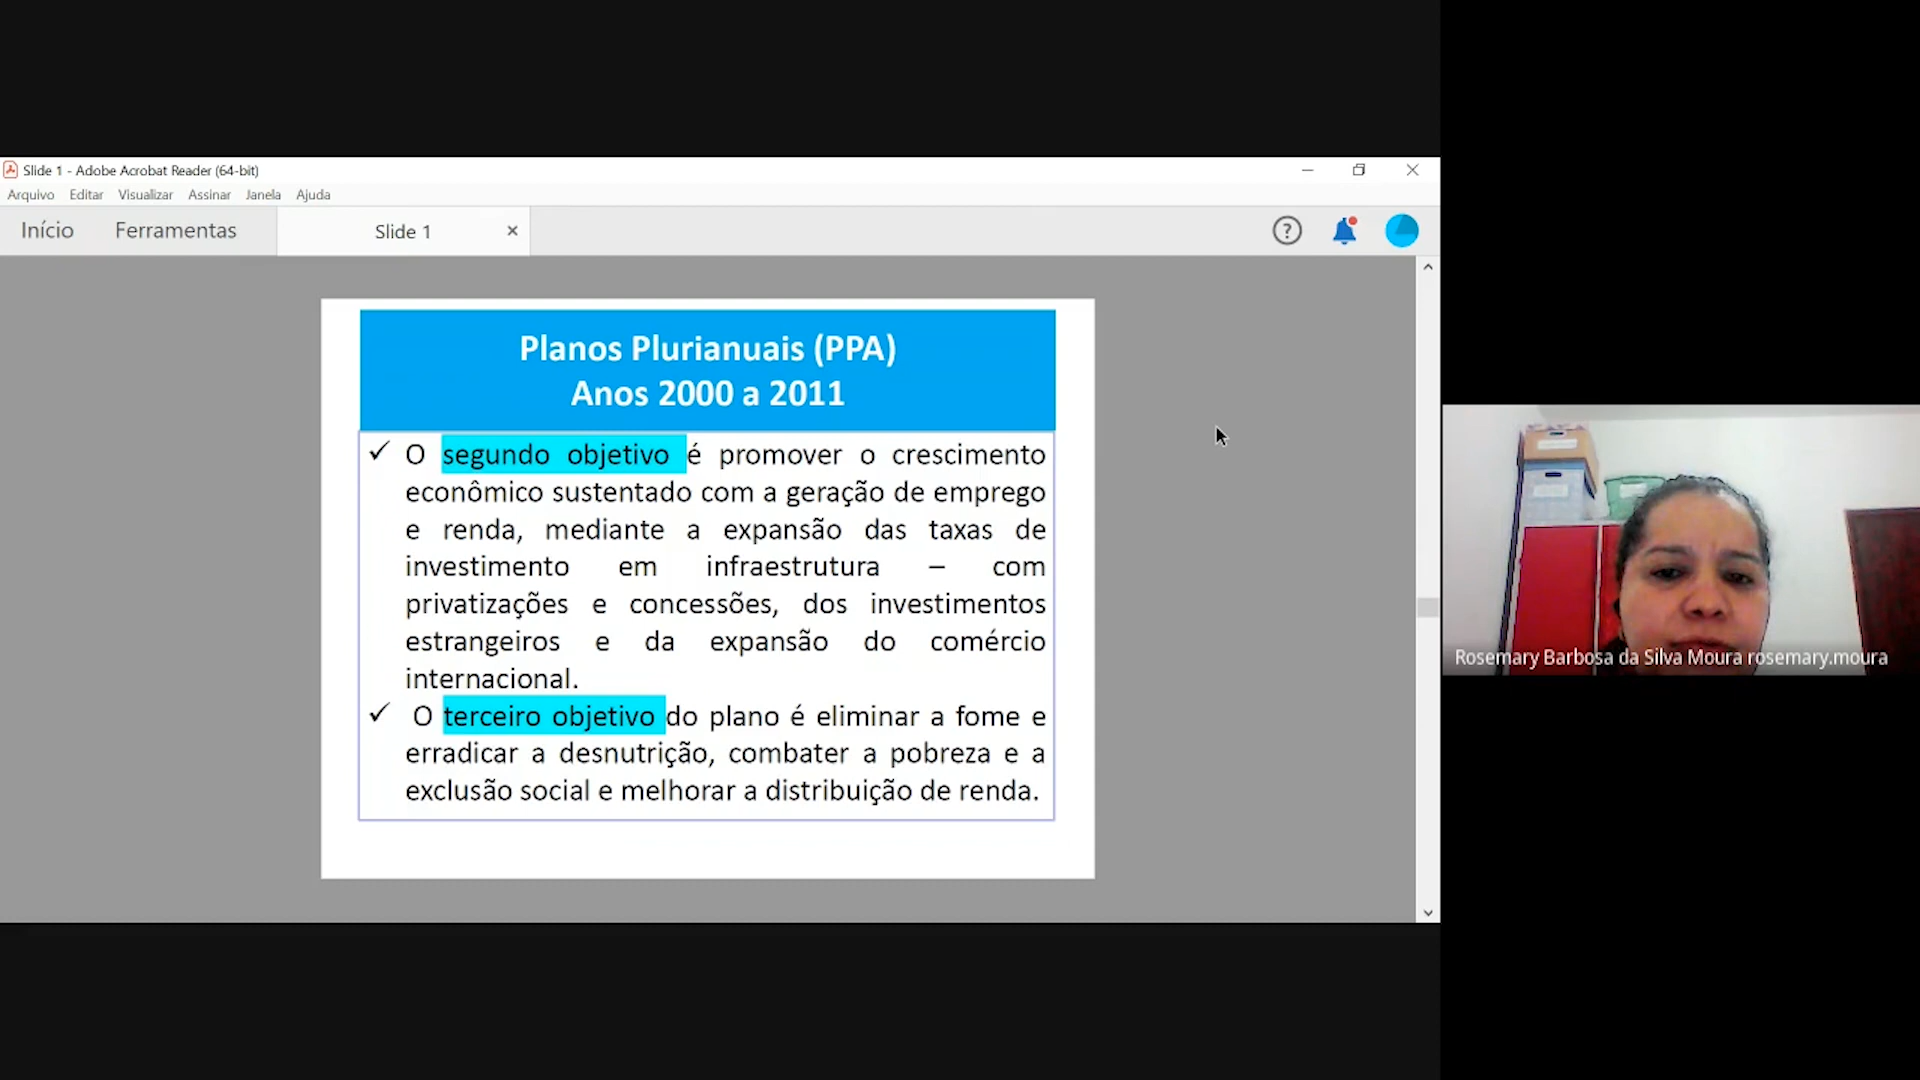 Slide 1 - Adobe Acrobat Reader (64-bit)
Arquivo Editar Visualizar Assinar Janela Ajuda
Início Ferramentas Slide 1
Planos Plurianuais (PPA)
Anos 2000 a 2011
✓ O segundo objetivo é promover o crescimento
econômico sustentado com a geração de emprego
e renda, mediante a expansão das taxas de
investimento em infraestrutura – com
privatizações e concessões, dos investimentos
estrangeiros e da expansão do comércio
internacional.
✓ O terceiro objetivo do plano é eliminar a fome e
erradicar a desnutrição, combater a pobreza e a
exclusão social e melhorar a distribuição de renda.
Rosemary Barbosa da Silva Moura rosemary.moura